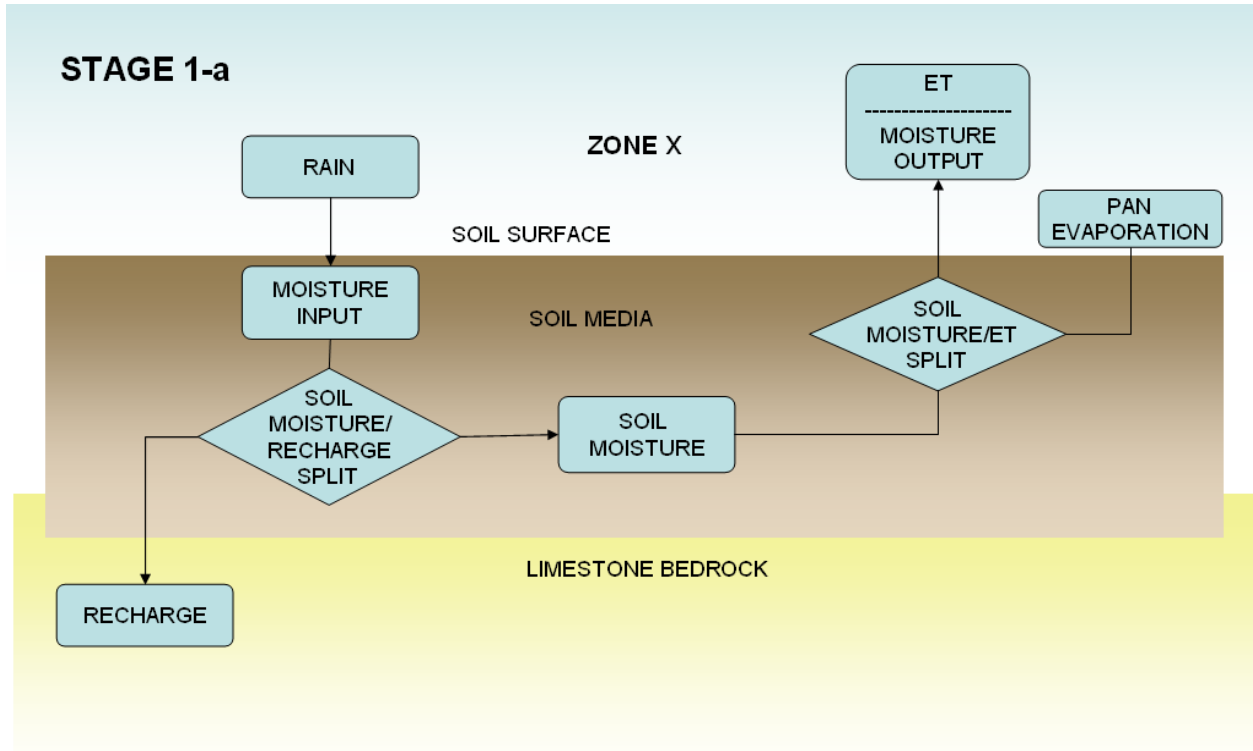 STAGE 1-a
ET
---------------------
MOISTURE
OUTPUT
ZONE X
RAIN
PAN
EVAPORATION
SOIL SURFACE
MOISTURE
INPUT
SOIL MEDIA
SOIL
MOISTURE/ET
SPLIT
SOIL
MOISTURE/
RECHARGE
SPLIT
SOIL
MOISTURE
LIMESTONE BEDROCK
RECHARGE